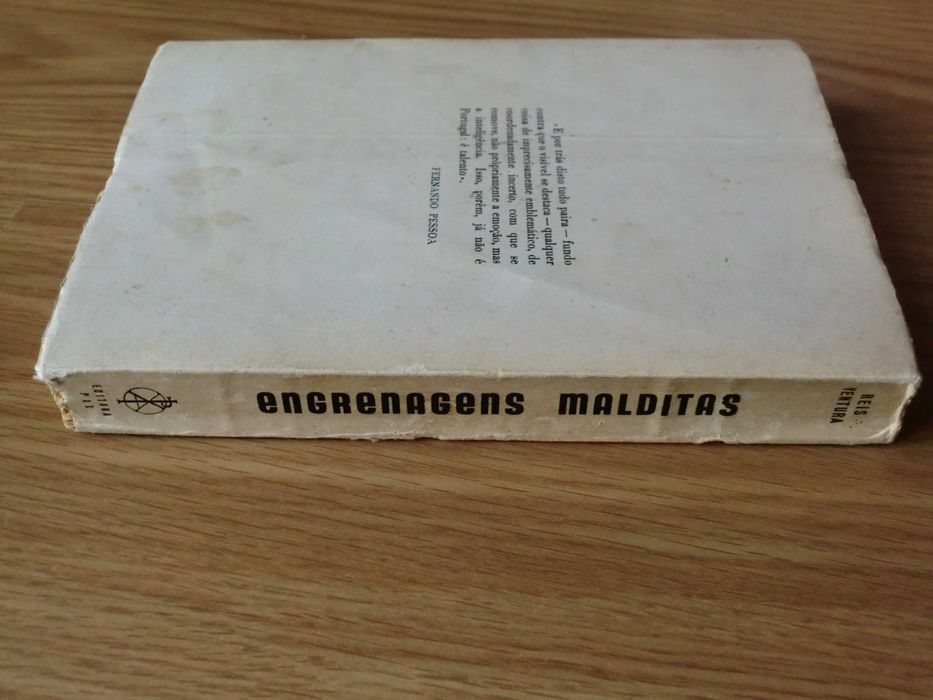 «E por trás disto tudo paira — fundo
contra que o visível se destaca — qualquer
coisa de imprecisamente emblemático, de
coordenadamente incerto, com que se
comove, não pròpriamente a emoção, mas
a inteligência. Isso, porém, já não é
Portugal: é talento».
FERNANDO PESSOA
EDITORA
PAX
ENGRENAGENS MALDITAS
REIS
VENTURA